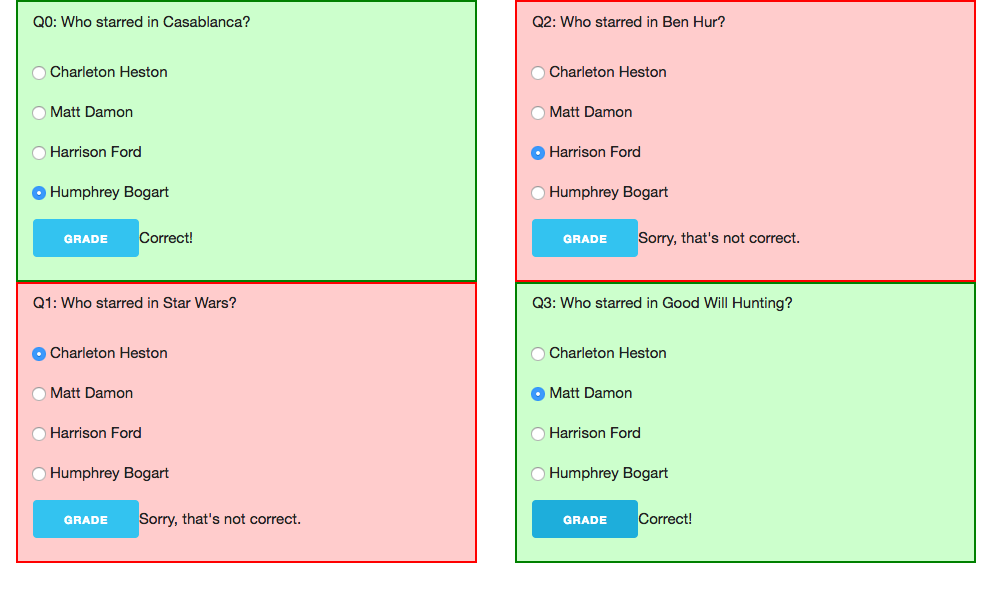 Q0: Who starred in Casablanca?
Charleton Heston
Matt Damon
Harrison Ford
Humphrey Bogart
GRADE Correct!
Q1: Who starred in Star Wars?
Charleton Heston
Matt Damon
Harrison Ford
Humphrey Bogart
GRADE Sorry, that's not correct.
Q2: Who starred in Ben Hur?
Charleton Heston
Matt Damon
Harrison Ford
Humphrey Bogart
GRADE Sorry, that's not correct.
Q3: Who starred in Good Will Hunting?
Charleton Heston
Matt Damon
Harrison Ford
Humphrey Bogart
GRADE Correct!